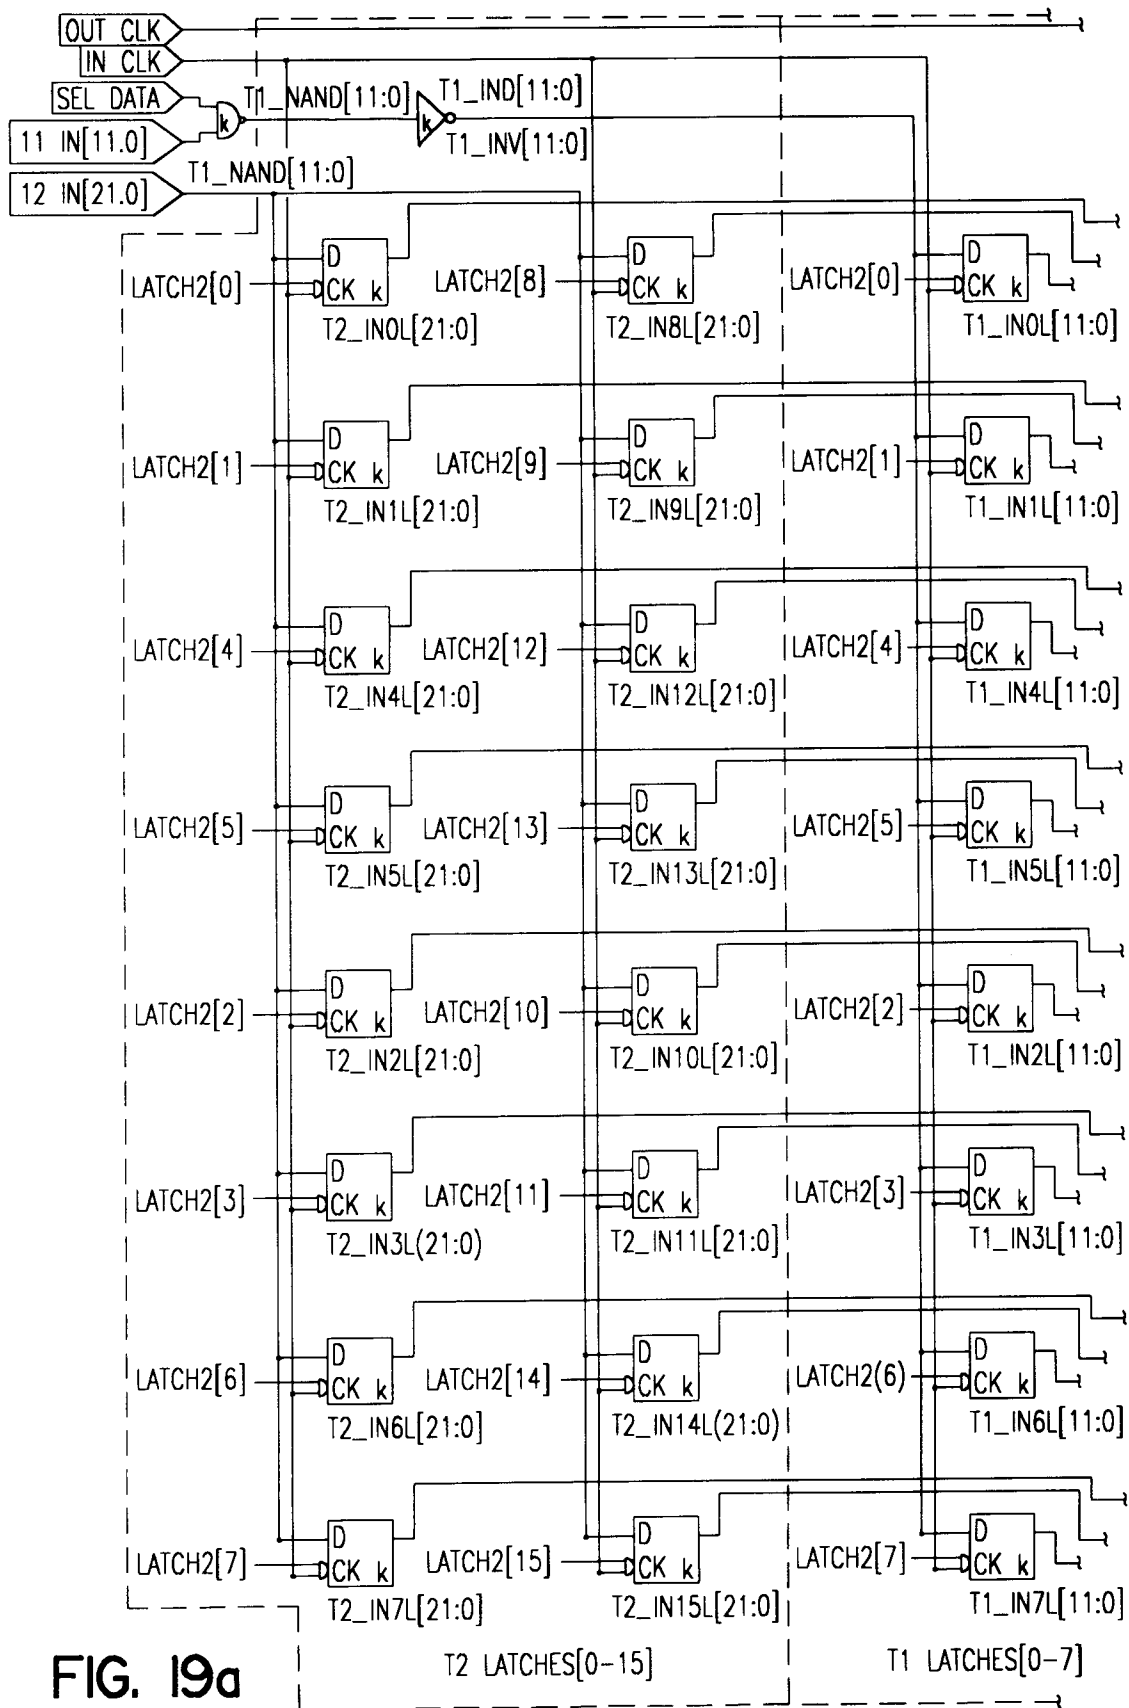 OUT CLK
IN CLK
SEL DATA
T1_NAND[11:0]
T1_IND[11:0]
k
k
11 IN[11.0]
T1_INV[11:0]
T1_NAND[11:0]
12 IN[21.0]
LATCH2[0] D CK k LATCH2[8] D CK k LATCH2[0] D CK k
T2_IN0L[21:0] T2_IN8L[21:0] T1_IN0L[11:0]
LATCH2[1] D CK k LATCH2[9] D CK k LATCH2[1] D CK k
T2_IN1L[21:0] T2_IN9L[21:0] T1_IN1L[11:0]
LATCH2[4] D CK k LATCH2[12] D CK k LATCH2[4] D CK k
T2_IN4L[21:0] T2_IN12L[21:0] T1_IN4L[11:0]
LATCH2[5] D CK k LATCH2[13] D CK k LATCH2[5] D CK k
T2_IN5L[21:0] T2_IN13L[21:0] T1_IN5L[11:0]
LATCH2[2] D CK k LATCH2[10] D CK k LATCH2[2] D CK k
T2_IN2L[21:0] T2_IN10L[21:0] T1_IN2L[11:0]
LATCH2[3] D CK k LATCH2[11] D CK k LATCH2[3] D CK k
T2_IN3L(21:0) T2_IN11L[21:0] T1_IN3L[11:0]
LATCH2[6] D CK k LATCH2[14] D CK k LATCH2(6) D CK k
T2_IN6L[21:0] T2_IN14L(21:0) T1_IN6L[11:0]
LATCH2[7] D CK k LATCH2[15] D CK k LATCH2[7] D CK k
T2_IN7L[21:0] T2_IN15L[21:0] T1_IN7L[11:0]
T2 LATCHES[0-15] T1 LATCHES[0-7]
FIG. 19a